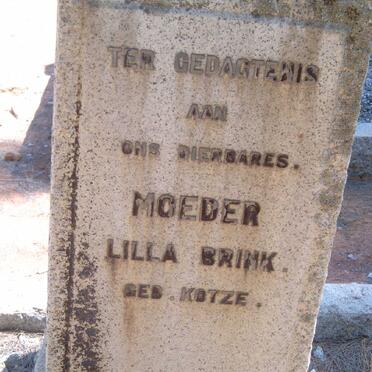 TER GEDAGTENIS
AAN
ONS DIERBARES.
MOEDER
LILLA BRINK.
GEB. KOTZE.